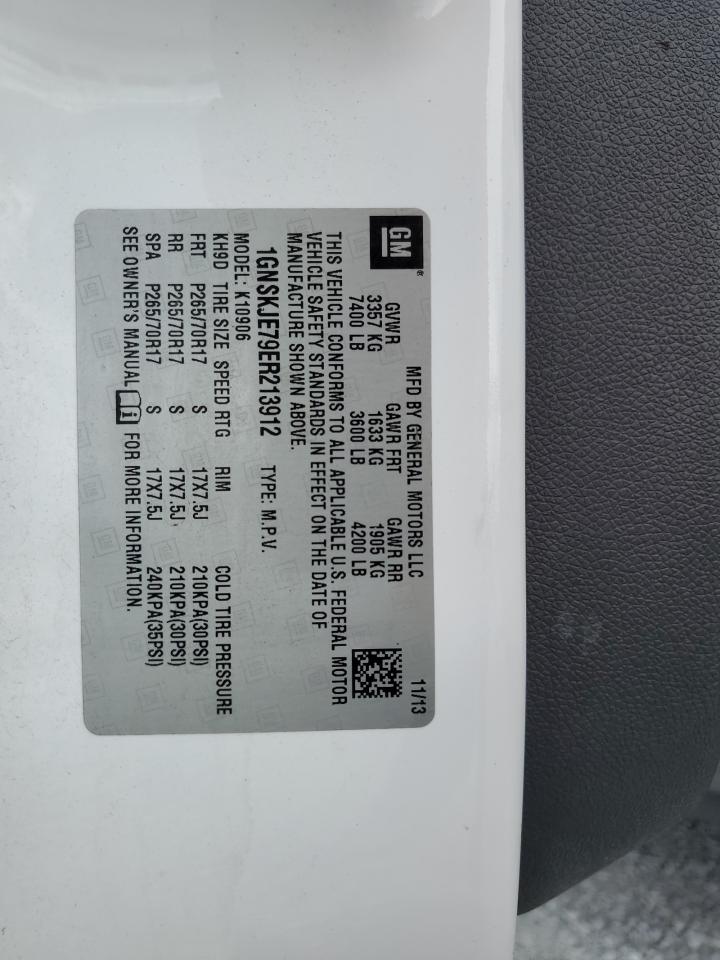 GM®
MFD BY GENERAL MOTORS LLC 11/13
GVWR GAWR FRT GAWR RR
3357 KG 1633 KG 1905 KG
7400 LB 3600 LB 4200 LB
THIS VEHICLE CONFORMS TO ALL APPLICABLE U.S. FEDERAL MOTOR
VEHICLE SAFETY STANDARDS IN EFFECT ON THE DATE OF
MANUFACTURE SHOWN ABOVE.
1GNSKJE79ER213912 TYPE: M.P.V.
MODEL: K10906
KH9D TIRE SIZE SPEED RTG RIM COLD TIRE PRESSURE
FRT P265/70R17 S 17X7.5J 210KPA(30PSI)
RR P265/70R17 S 17X7.5J 210KPA(30PSI)
SPA P265/70R17 S 17X7.5J 240KPA(35PSI)
SEE OWNER'S MANUAL i FOR MORE INFORMATION.